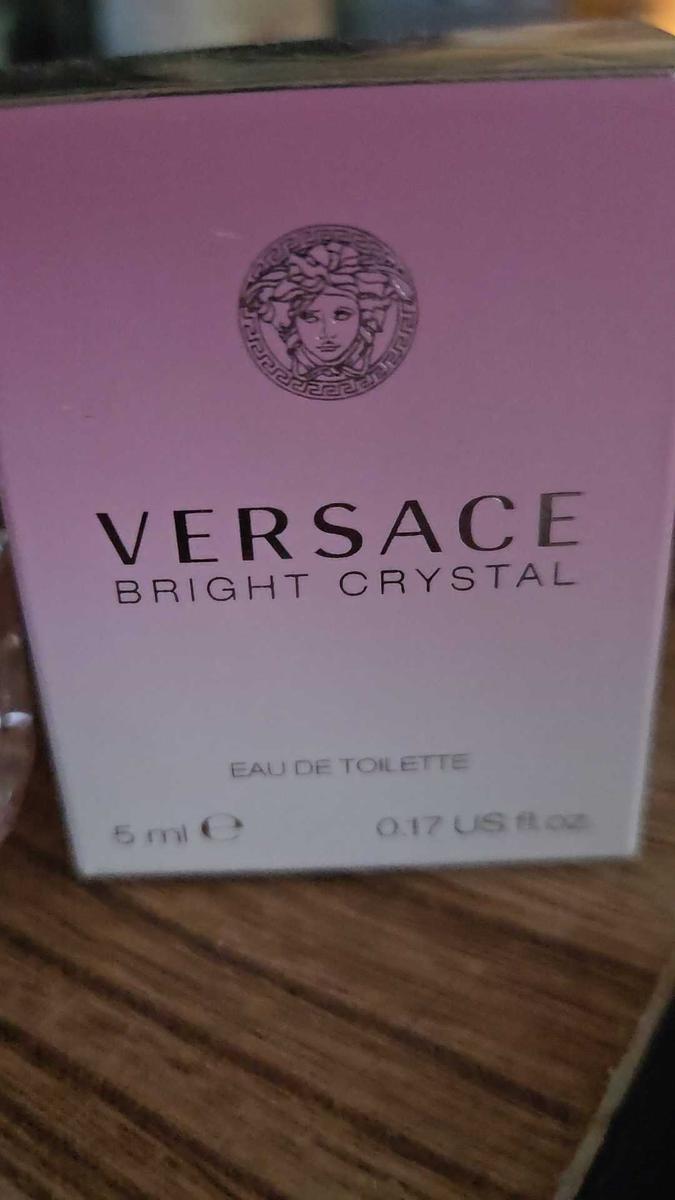 VERSACE
BRIGHT CRYSTAL
EAU DE TOILETTE
5 ml ℮ 0.17 US fl. oz.